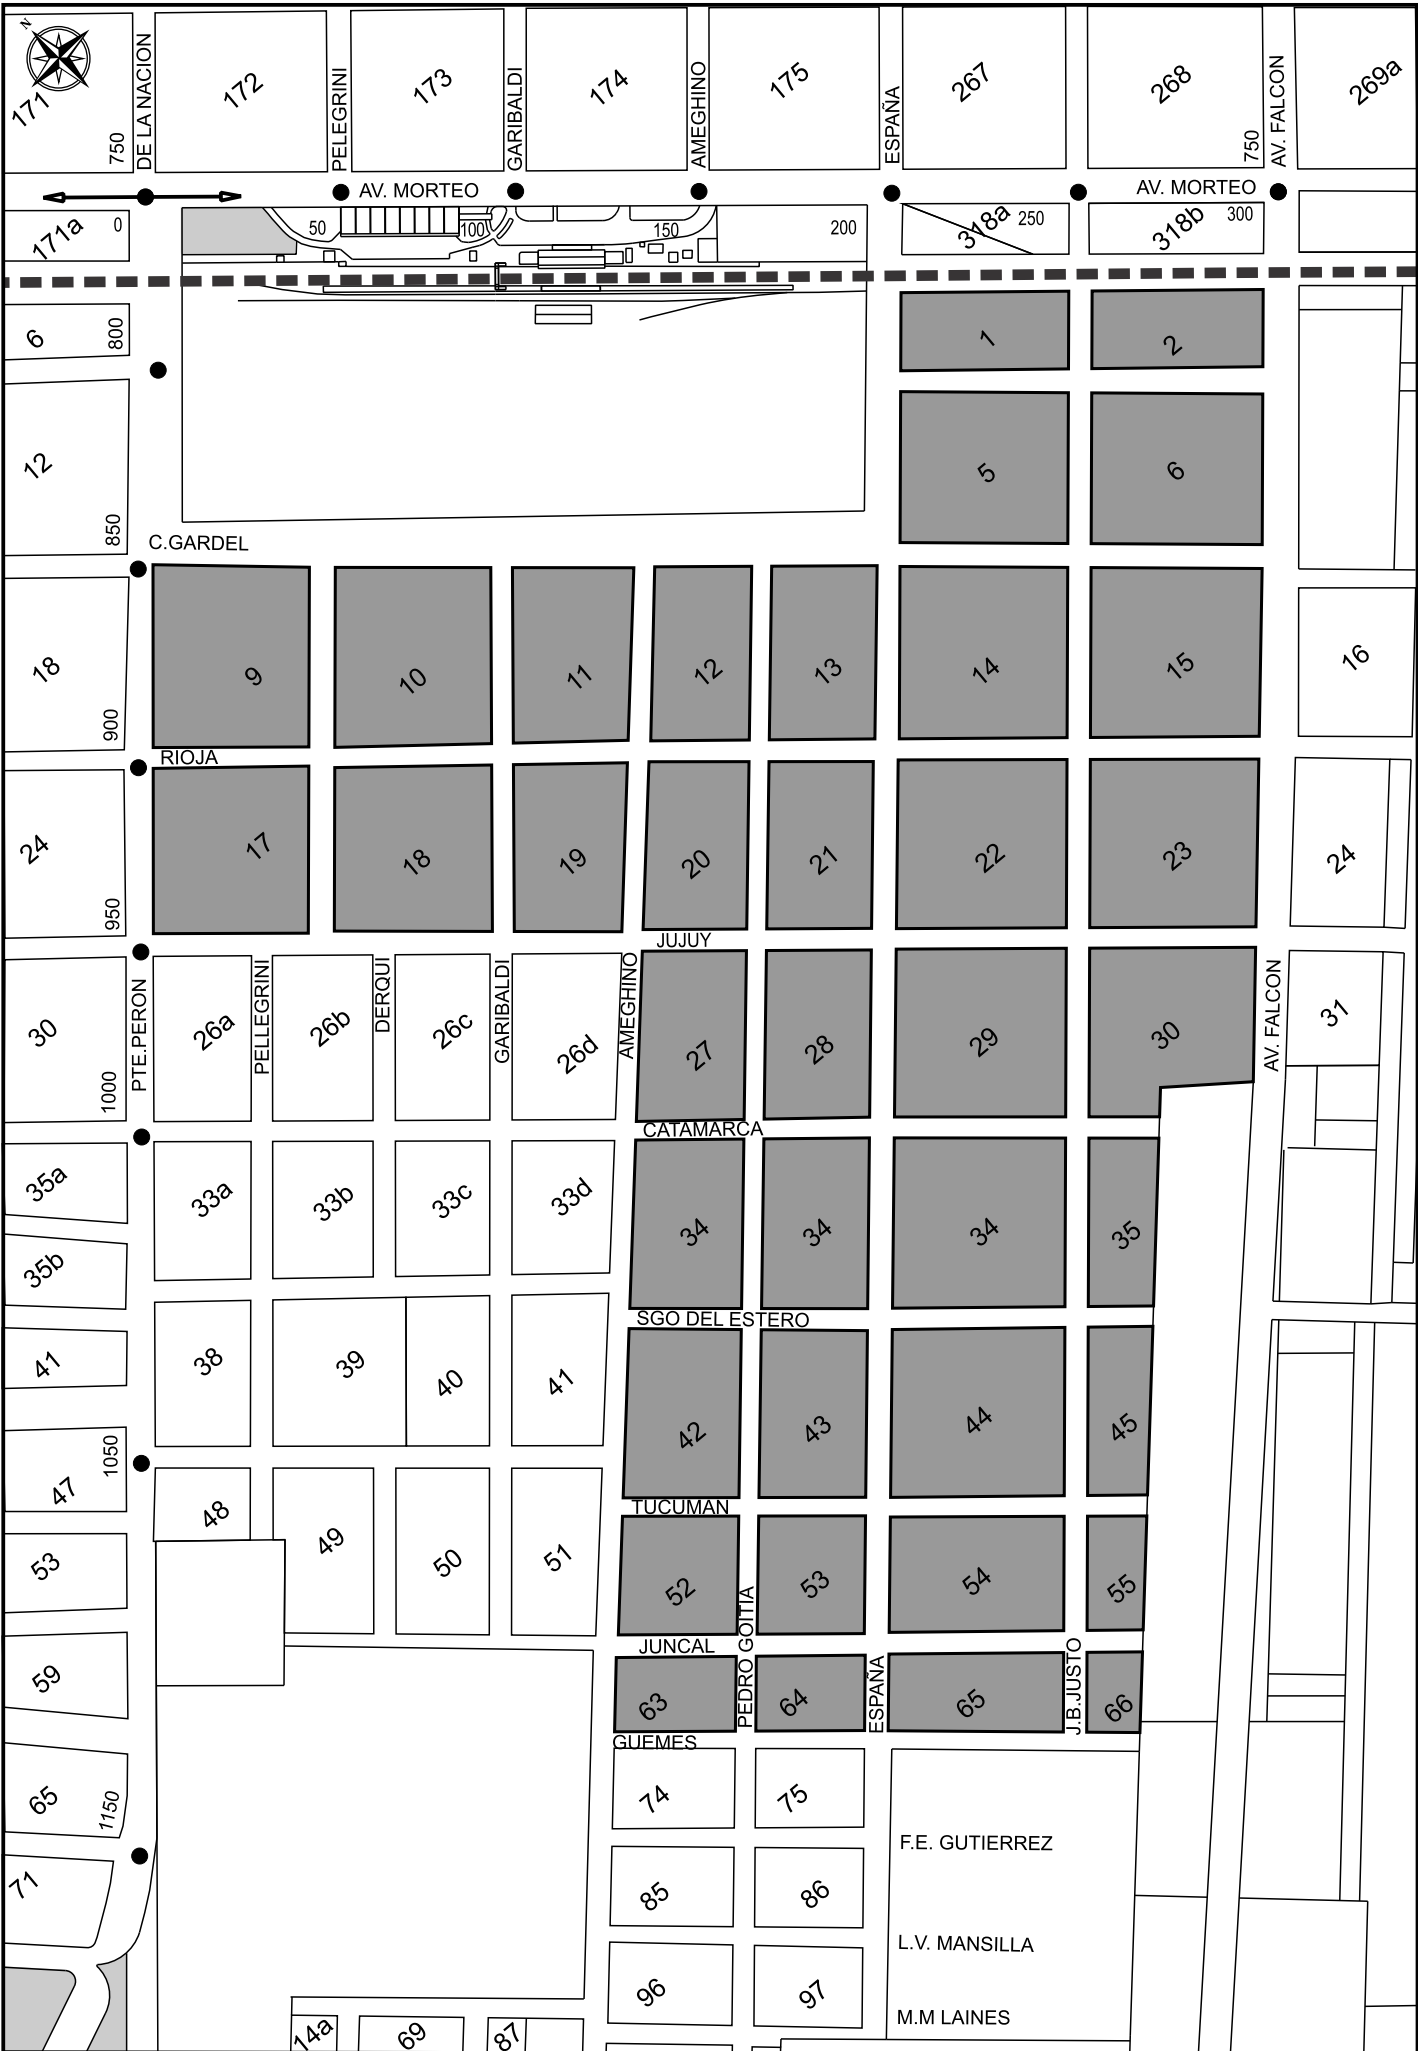 N
171
750
DE LA NACION
172
PELEGRINI
173
GARIBALDI
174
AMEGHINO
175
ESPAÑA
267
268
750
AV. FALCON
269a
AV. MORTEO
AV. MORTEO
171a
0
50
100
150
200
318a
250
318b
300
6
800
1
2
12
850
5
6
C.GARDEL
18
900
9
10
11
12
13
14
15
16
RIOJA
24
950
17
18
19
20
21
22
23
24
JUJUY
30
1000
PTE.PERON
26a
PELLEGRINI
26b
DERQUI
26c
GARIBALDI
26d
AMEGHINO
27
28
29
30
AV. FALCON
31
CATAMARCA
35a
33a
33b
33c
33d
34
34
34
35
35b
SGO DEL ESTERO
41
38
39
40
41
42
43
44
45
47
1050
TUCUMAN
48
49
50
51
52
53
54
55
53
PEDRO GOITIA
JUNCAL
59
63
64
ESPAÑA
65
J.B.JUSTO
66
GUEMES
65
1150
74
75
F.E. GUTIERREZ
71
85
86
L.V. MANSILLA
96
97
M.M LAINES
14a
69
87